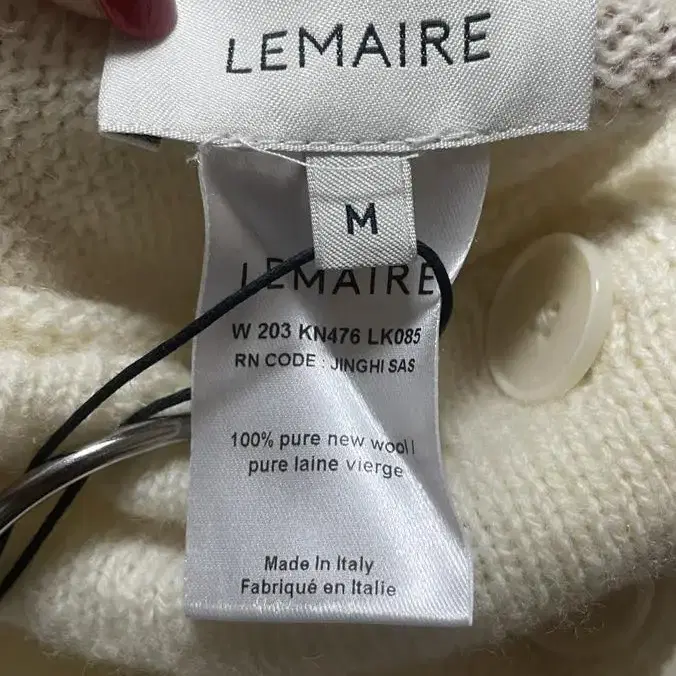 LEMAIRE
M
LEMAIRE
W 203 KN476 LK085
RN CODE : JINGHI SAS
100% pure new wool
pure laine vierge
Made In Italy
Fabriqué en Italie